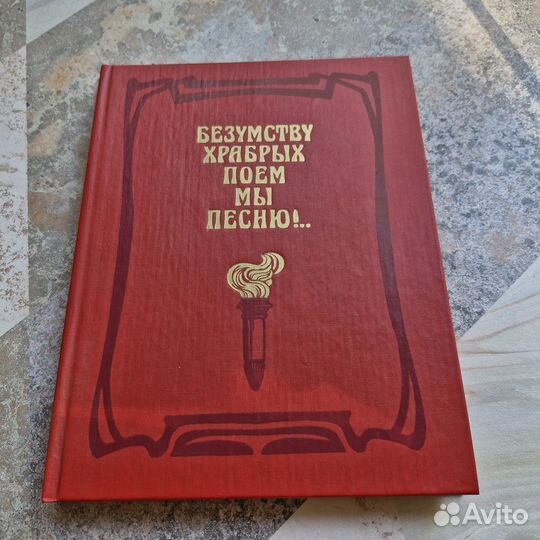 БЕЗУМСТВУ
ХРАБРЫХ
ПОЕМ
МЫ
ПЕСНЮ!..
Avito